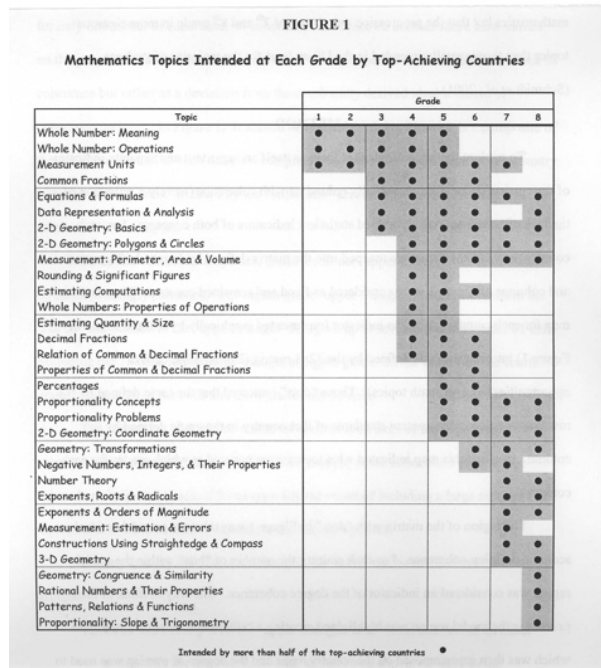 FIGURE 1
Mathematics Topics Intended at Each Grade by Top-Achieving Countries
Grade
Topic 1 2 3 4 5 6 7 8
Whole Number: Meaning ● ● ● ● ●
Whole Number: Operations ● ● ● ● ●
Measurement Units ● ● ● ● ● ● ●
Common Fractions ● ● ● ●
Equations & Formulas ● ● ● ● ● ●
Data Representation & Analysis ● ● ● ● ●
2-D Geometry: Basics ● ● ● ● ● ●
2-D Geometry: Polygons & Circles ● ● ● ● ●
Measurement: Perimeter, Area & Volume ● ● ● ● ●
Rounding & Significant Figures ● ●
Estimating Computations ● ● ●
Whole Numbers: Properties of Operations ● ●
Estimating Quantity & Size ● ●
Decimal Fractions ● ● ●
Relation of Common & Decimal Fractions ● ● ●
Properties of Common & Decimal Fractions ● ●
Percentages ● ●
Proportionality Concepts ● ● ● ●
Proportionality Problems ● ● ● ●
2-D Geometry: Coordinate Geometry ● ● ● ●
Geometry: Transformations ● ● ●
Negative Numbers, Integers, & Their Properties ● ●
Number Theory ● ●
Exponents, Roots & Radicals ● ●
Exponents & Orders of Magnitude ● ●
Measurement: Estimation & Errors ●
Constructions Using Straightedge & Compass ● ●
3-D Geometry ● ●
Geometry: Congruence & Similarity ●
Rational Numbers & Their Properties ●
Patterns, Relations & Functions ●
Proportionality: Slope & Trigonometry ●
Intended by more than half of the top-achieving countries ●